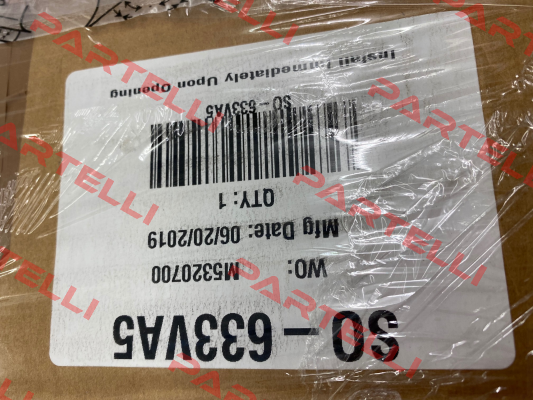 SO - 633VA5
WO: M5320700
Mfg Date: 06/20/2019
QTY: 1
SO - 633VA5
Install Immediately Upon Opening
PARTELLI
PARTELLI
PARTELLI
PARTELLI
PARTELLI
PARTELLI
PARTELLI